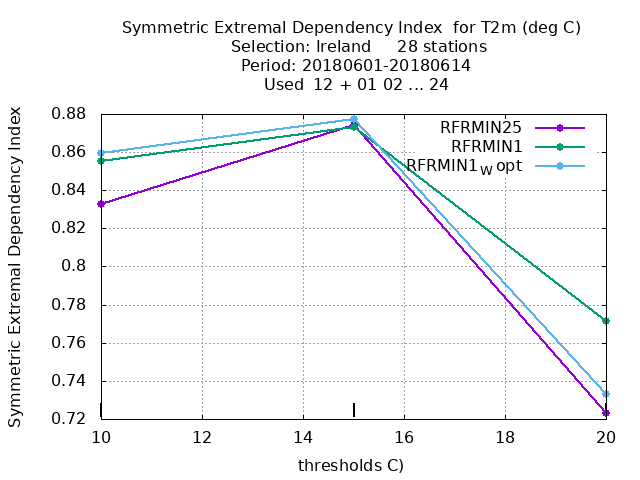 Symmetric Extremal Dependency Index  for T2m (deg C)
Selection: Ireland     28 stations
Period: 20180601-20180614
Used  12 + 01 02 ... 24
Symmetric Extremal Dependency Index
0.88
0.86
0.84
0.82
0.8
0.78
0.76
0.74
0.72
RFRMIN25
RFRMIN1
RFRMIN1W opt
10 12 14 16 18 20
thresholds C)